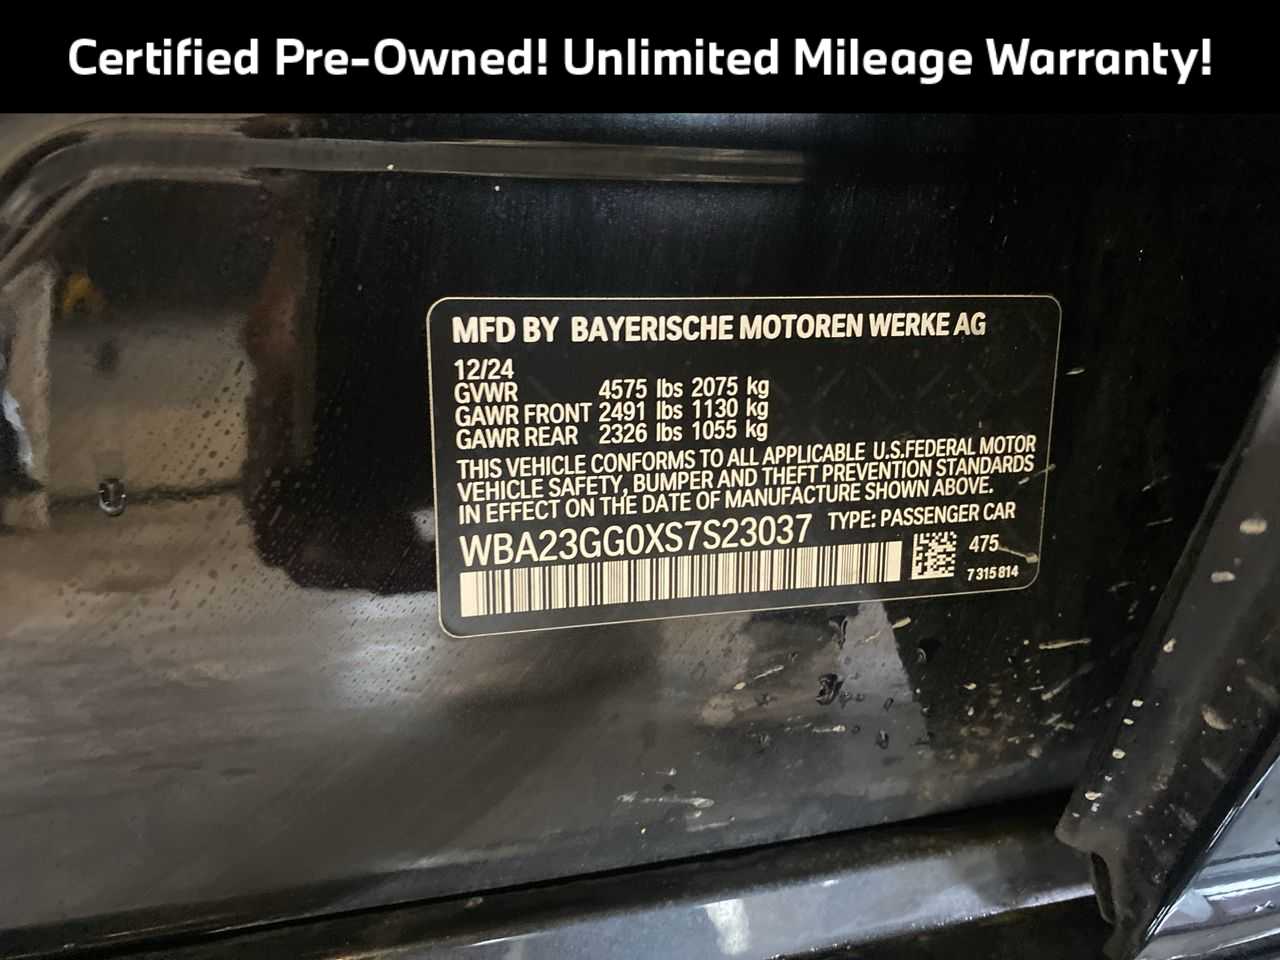 Certified Pre-Owned! Unlimited Mileage Warranty!
MFD BY BAYERISCHE MOTOREN WERKE AG
12/24
GVWR 4575 lbs 2075 kg
GAWR FRONT 2491 lbs 1130 kg
GAWR REAR 2326 lbs 1055 kg
THIS VEHICLE CONFORMS TO ALL APPLICABLE U.S.FEDERAL MOTOR
VEHICLE SAFETY, BUMPER AND THEFT PREVENTION STANDARDS
IN EFFECT ON THE DATE OF MANUFACTURE SHOWN ABOVE.
WBA23GG0XS7S23037 TYPE: PASSENGER CAR
475
7 315 814